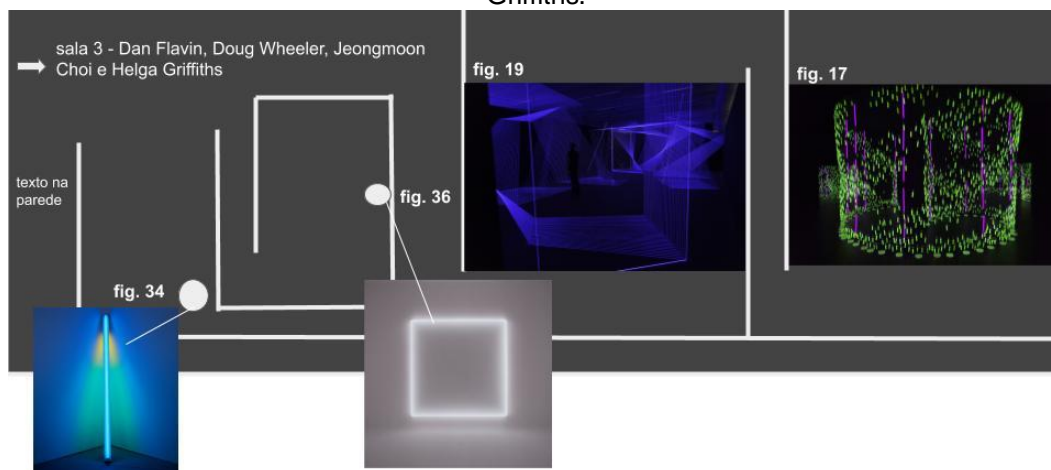 Griffiths.
sala 3 - Dan Flavin, Doug Wheeler, Jeongmoon
Choi e Helga Griffiths
fig. 19
fig. 17
texto na
parede
fig. 36
fig. 34